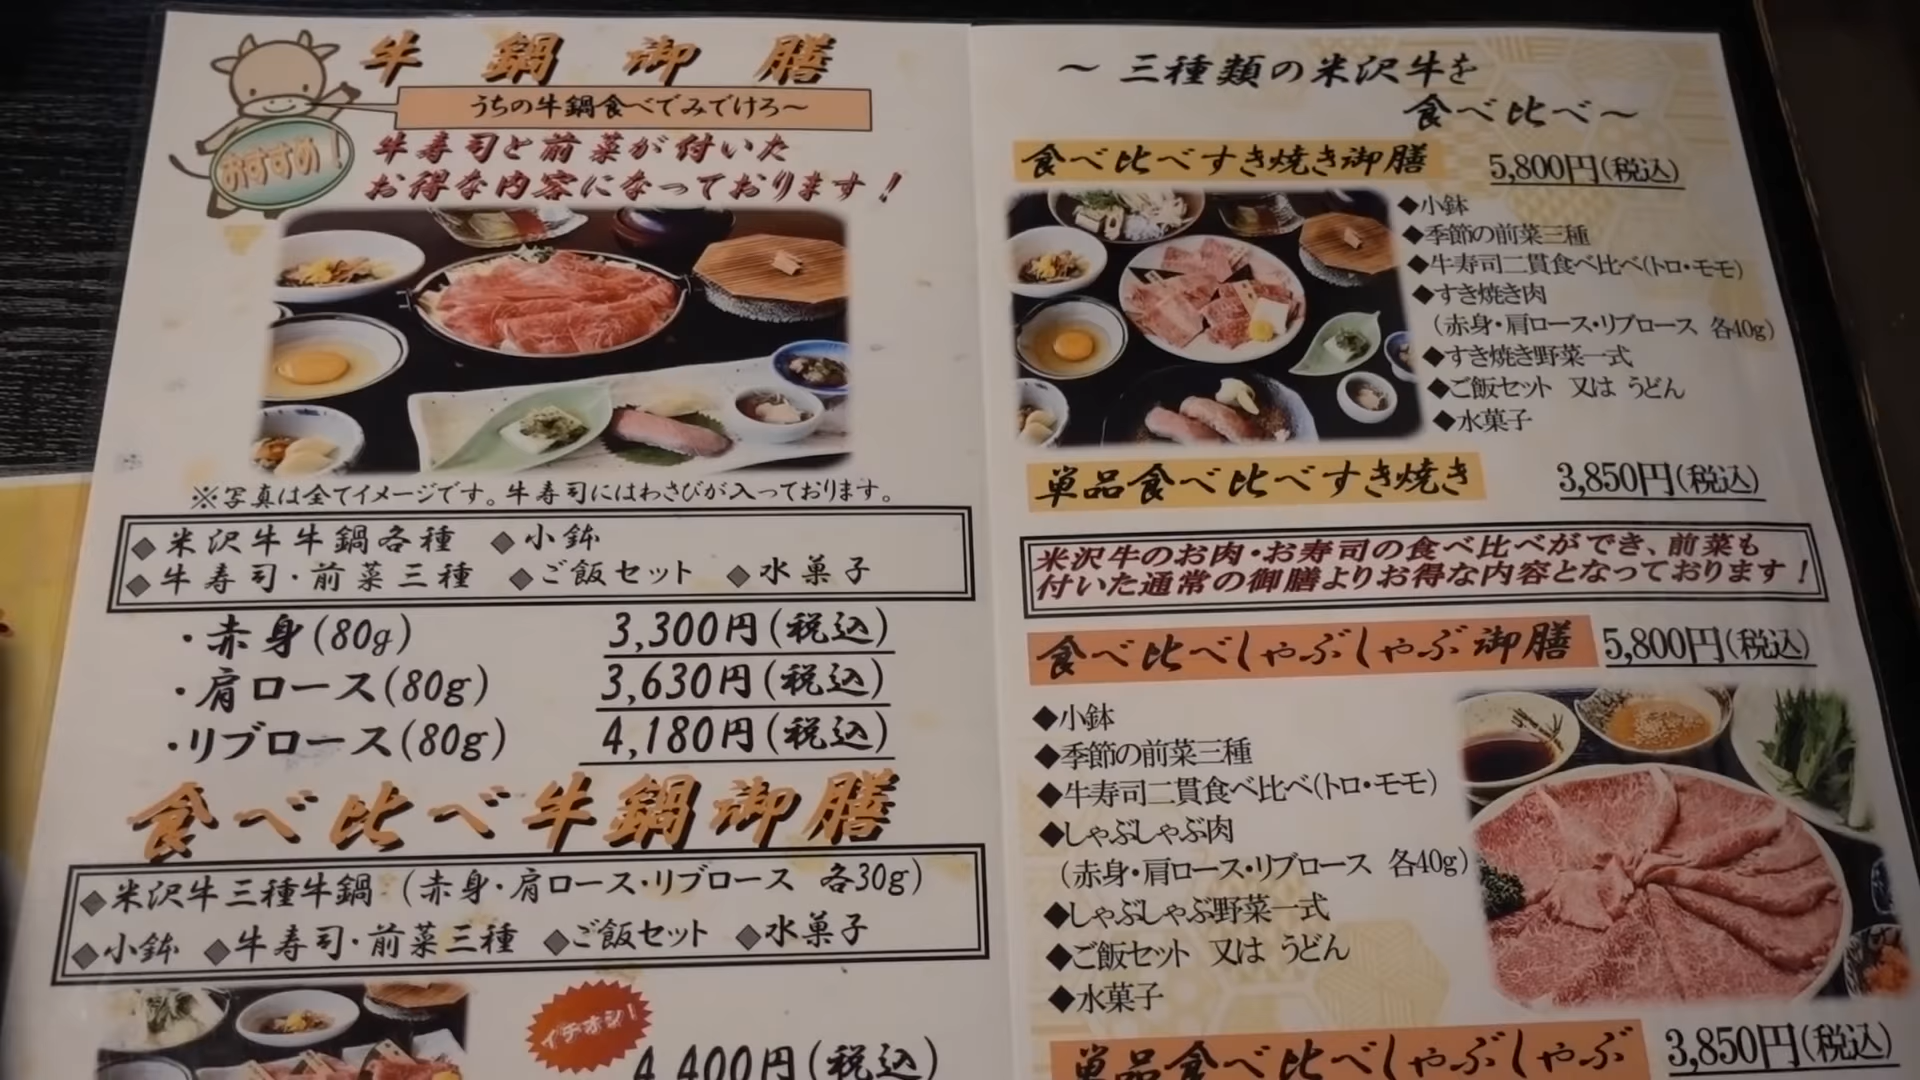 牛鍋御膳
うちの牛鍋食べてみでけろ～
おすすめ！
牛寿司と前菜が付いた
お得な内容になっております！
※写真は全てイメージです。牛寿司にはわさびが入っております。
◆米沢牛牛鍋各種 ◆小鉢
◆牛寿司・前菜三種 ◆ご飯セット ◆水菓子
・赤身(80g) 3,300円(税込)
・肩ロース(80g) 3,630円(税込)
・リブロース(80g) 4,180円(税込)
食べ比べ牛鍋御膳
◆米沢牛三種牛鍋 (赤身・肩ロース・リブロース 各30g)
◆小鉢 ◆牛寿司・前菜三種 ◆ご飯セット ◆水菓子
イチオシ！
4,400円(税込)
～三種類の米沢牛を
食べ比べ～
食べ比べすき焼き御膳 5,800円(税込)
◆小鉢
◆季節の前菜三種
◆牛寿司二貫食べ比べ(トロ・モモ)
◆すき焼き肉
(赤身・肩ロース・リブロース 各40g)
◆すき焼き野菜一式
◆ご飯セット 又は うどん
◆水菓子
単品食べ比べすき焼き 3,850円(税込)
米沢牛のお肉・お寿司の食べ比べができ、前菜も
付いた通常の御膳よりお得な内容となっております！
食べ比べしゃぶしゃぶ御膳 5,800円(税込)
◆小鉢
◆季節の前菜三種
◆牛寿司二貫食べ比べ(トロ・モモ)
◆しゃぶしゃぶ肉
(赤身・肩ロース・リブロース 各40g)
◆しゃぶしゃぶ野菜一式
◆ご飯セット 又は うどん
◆水菓子
単品食べ比べしゃぶしゃぶ 3,850円(税込)